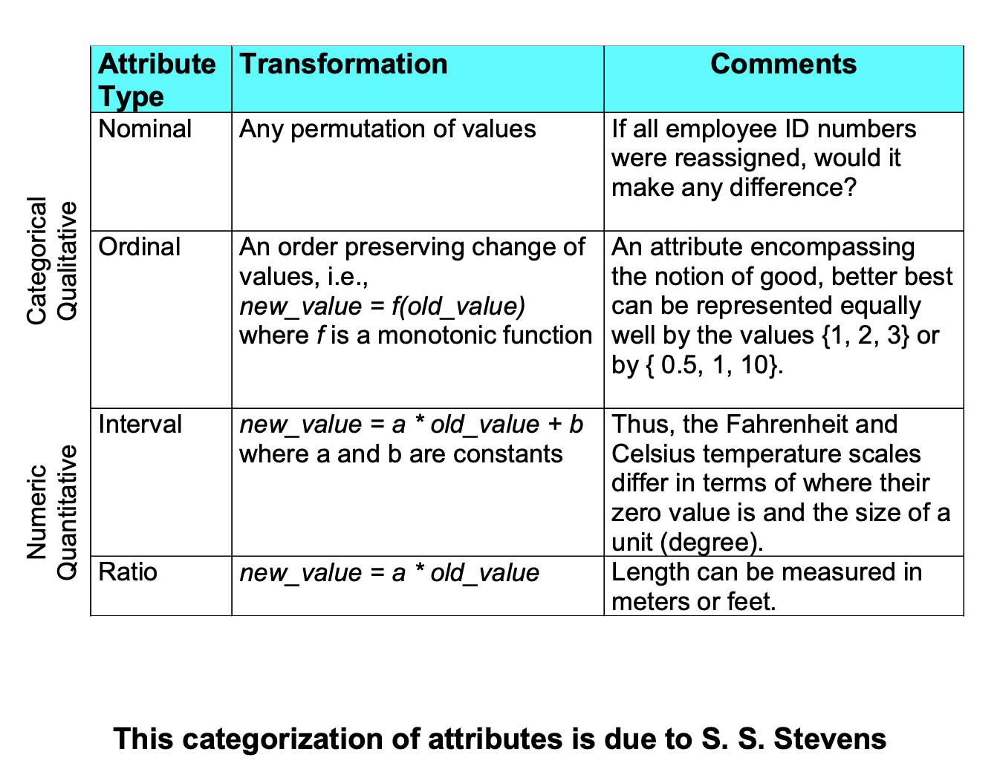 Attribute Type
Transformation
Comments
Categorical
Qualitative
Nominal
Any permutation of values
If all employee ID numbers
were reassigned, would it
make any difference?
Ordinal
An order preserving change of
values, i.e.,
new_value = f(old_value)
where f is a monotonic function
An attribute encompassing
the notion of good, better best
can be represented equally
well by the values {1, 2, 3} or
by { 0.5, 1, 10}.
Numeric
Quantitative
Interval
new_value = a * old_value + b
where a and b are constants
Thus, the Fahrenheit and
Celsius temperature scales
differ in terms of where their
zero value is and the size of a
unit (degree).
Ratio
new_value = a * old_value
Length can be measured in
meters or feet.
This categorization of attributes is due to S. S. Stevens